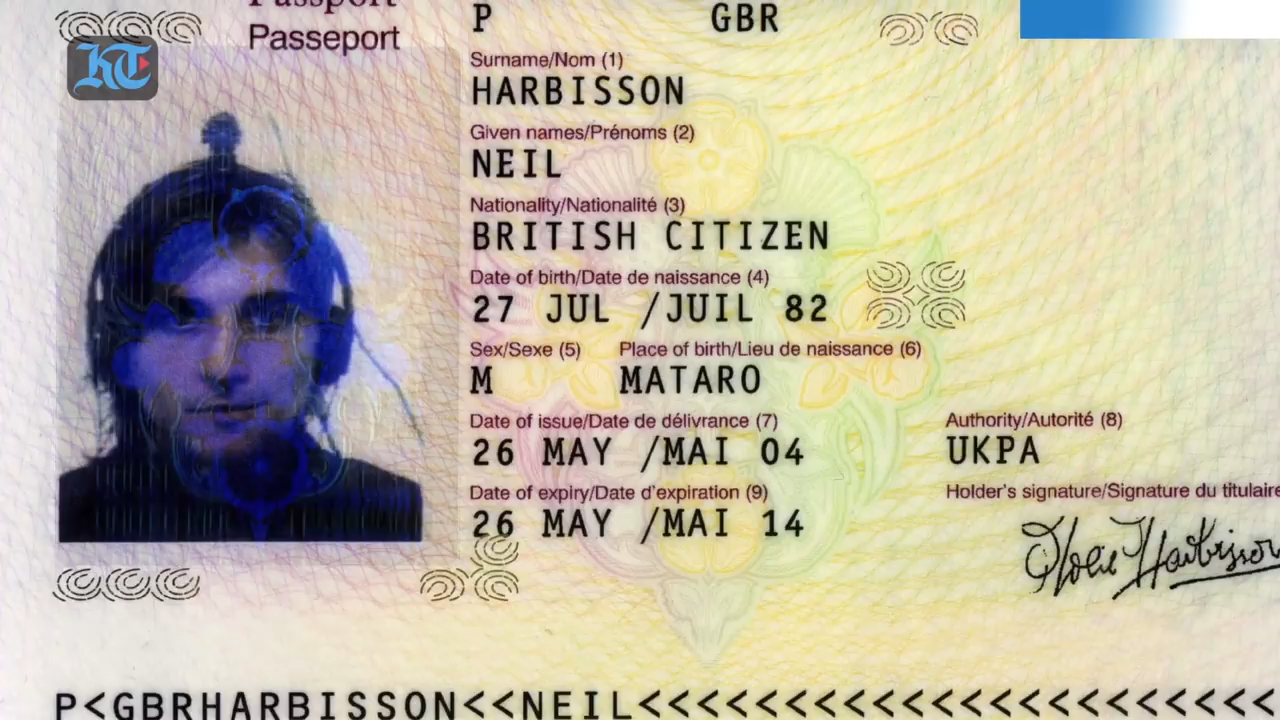 Passport
Passeport
P GBR
KT
Surname/Nom (1)
HARBISSON
Given names/Prénoms (2)
NEIL
Nationality/Nationalité (3)
BRITISH CITIZEN
Date of birth/Date de naissance (4)
27 JUL /JUIL 82
Sex/Sexe (5) Place of birth/Lieu de naissance (6)
M MATARO
Date of issue/Date de délivrance (7) Authority/Autorité (8)
26 MAY /MAI 04 UKPA
Date of expiry/Date d'expiration (9) Holder's signature/Signature du titulaire
26 MAY /MAI 14
Harbisson
P<GBRHARBISSON<<NEIL<<<<<<<<<<<<<<<<<<<<<<